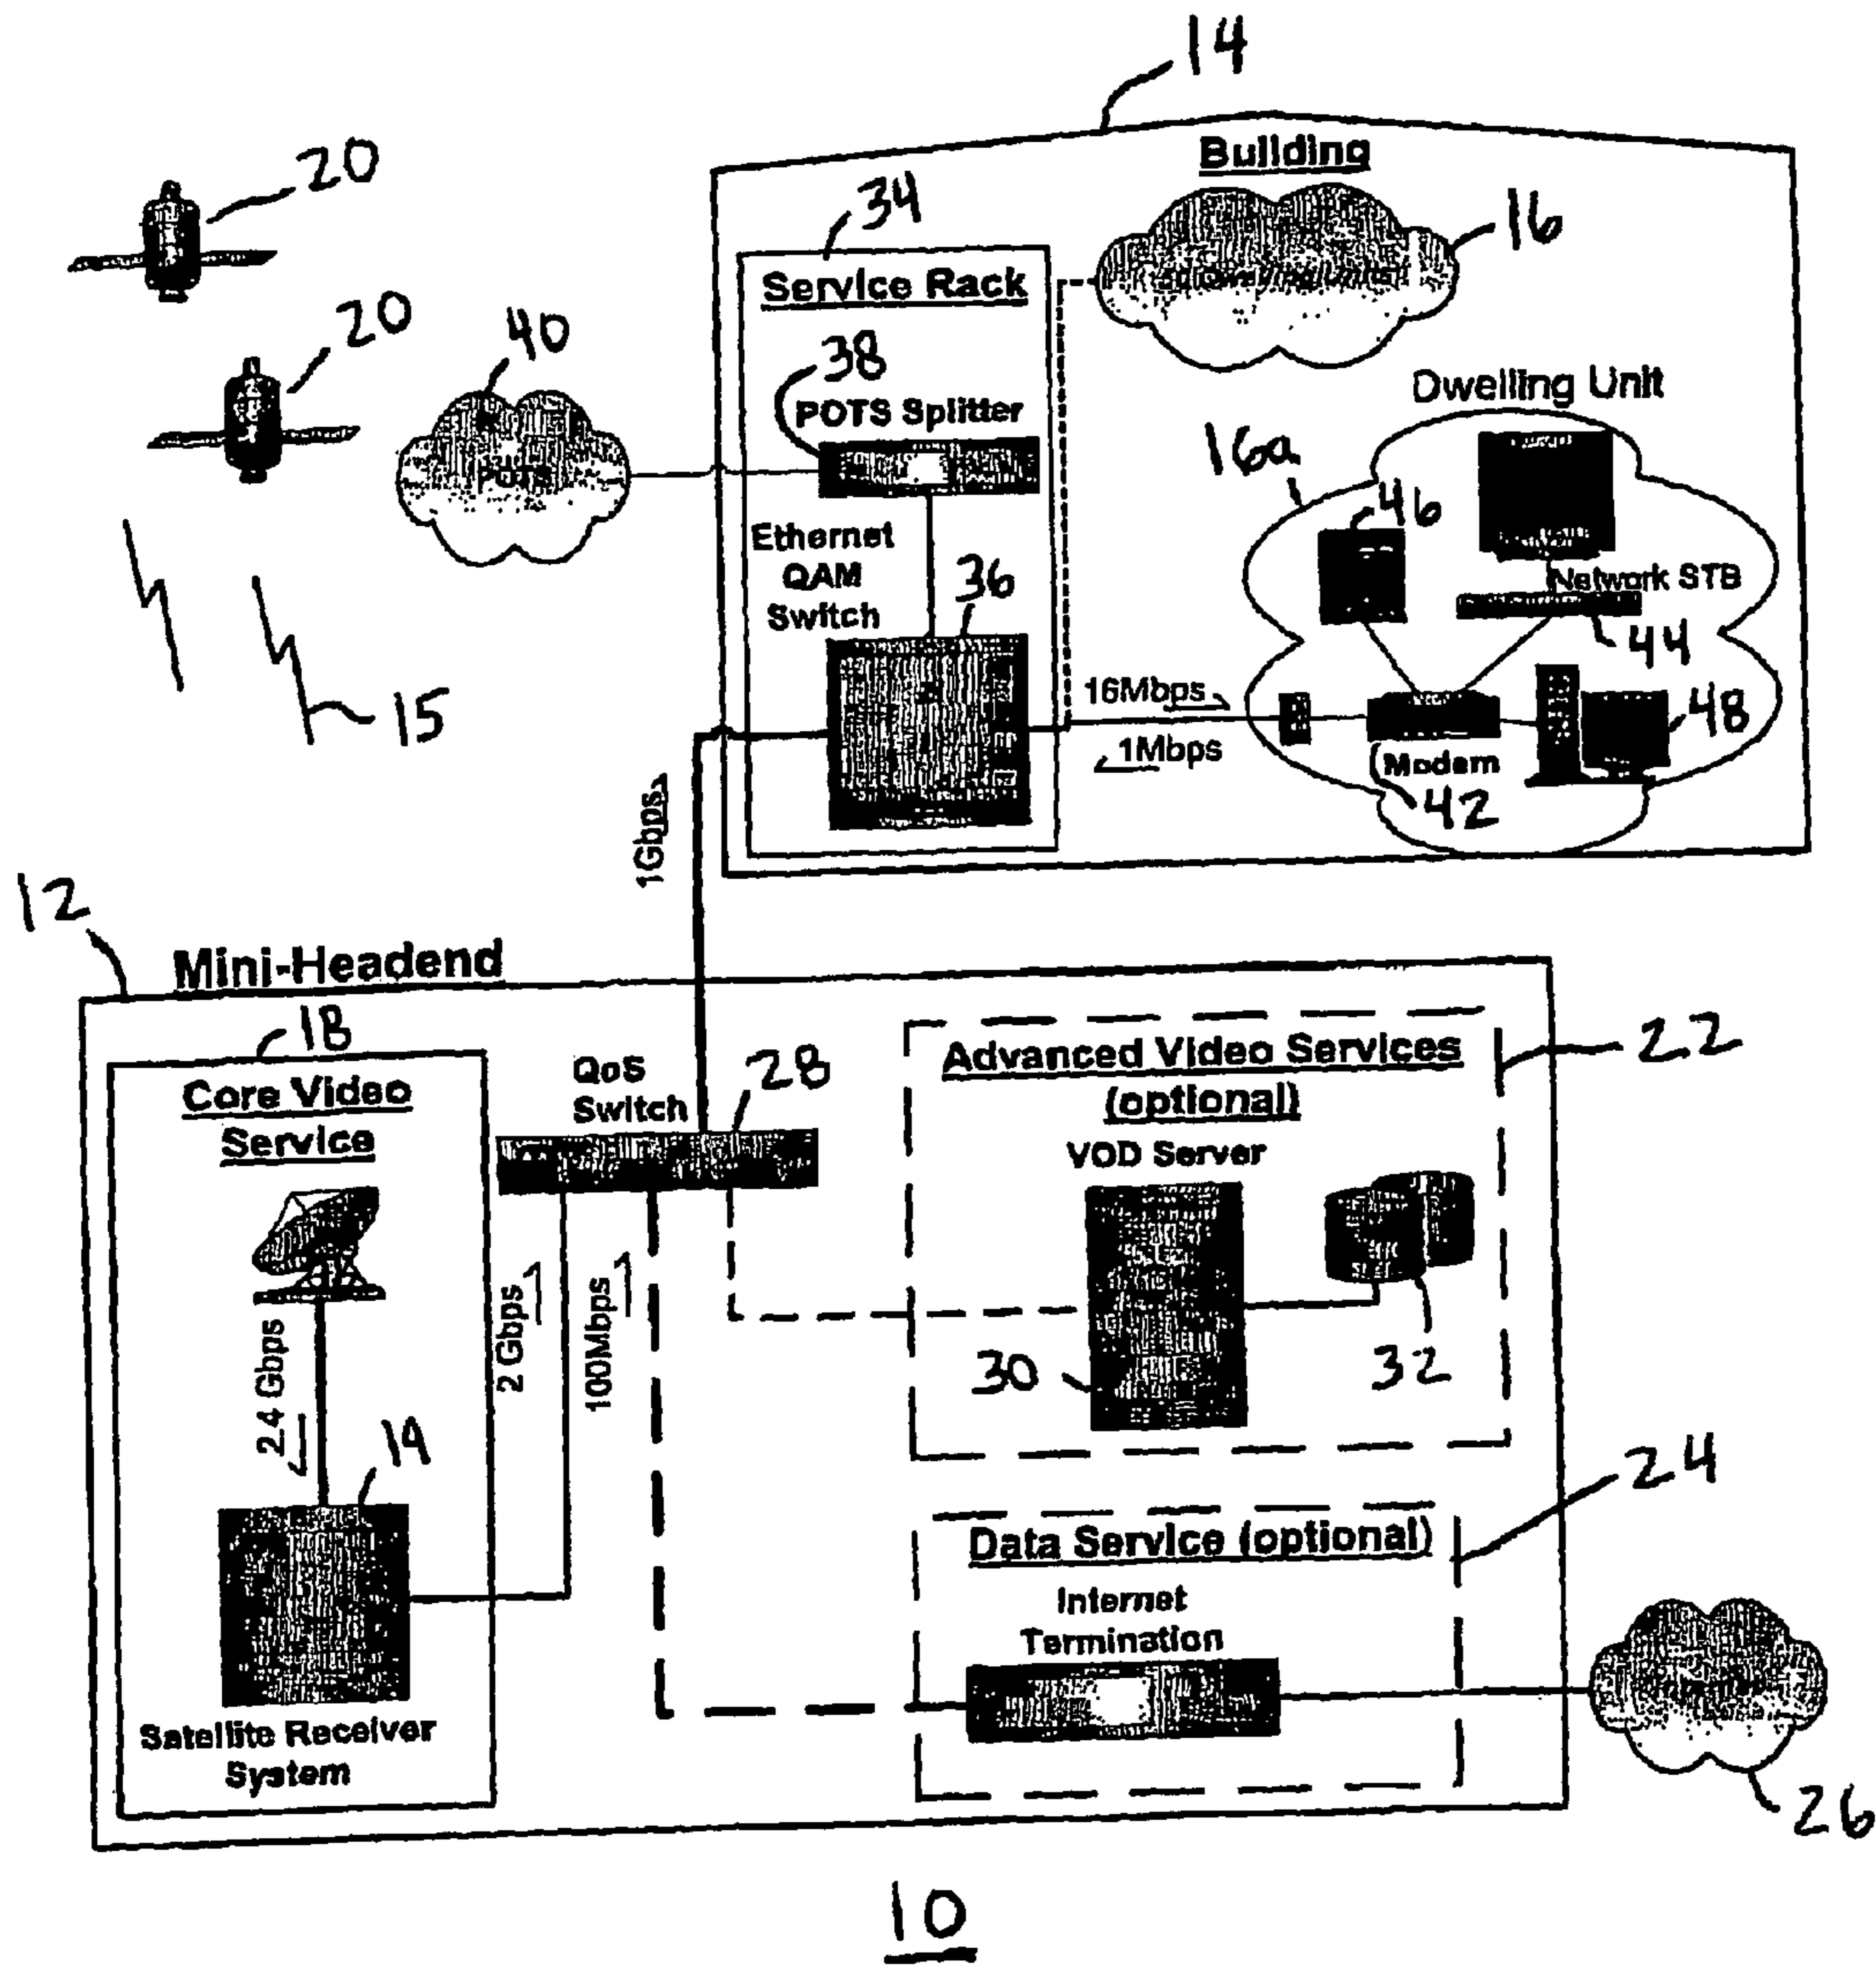 14
Building
20
34
16
Service Rack
20
40
38
POTS Splitter
Dwelling Unit
16a
46
POTS
Ethernet
QAM
Switch
36
Network STB
44
16Mbps
1Mbps
48
Modem
42
15
1Gbps
12
Mini-Headend
18
Core Video
Service
QoS
Switch
28
Advanced Video Services
(optional)
22
VOD Server
2.4 Gbps
2 Gbps
100Mbps
30
32
19
24
Data Service (optional)
Internet
Termination
Satellite Receiver
System
26
10